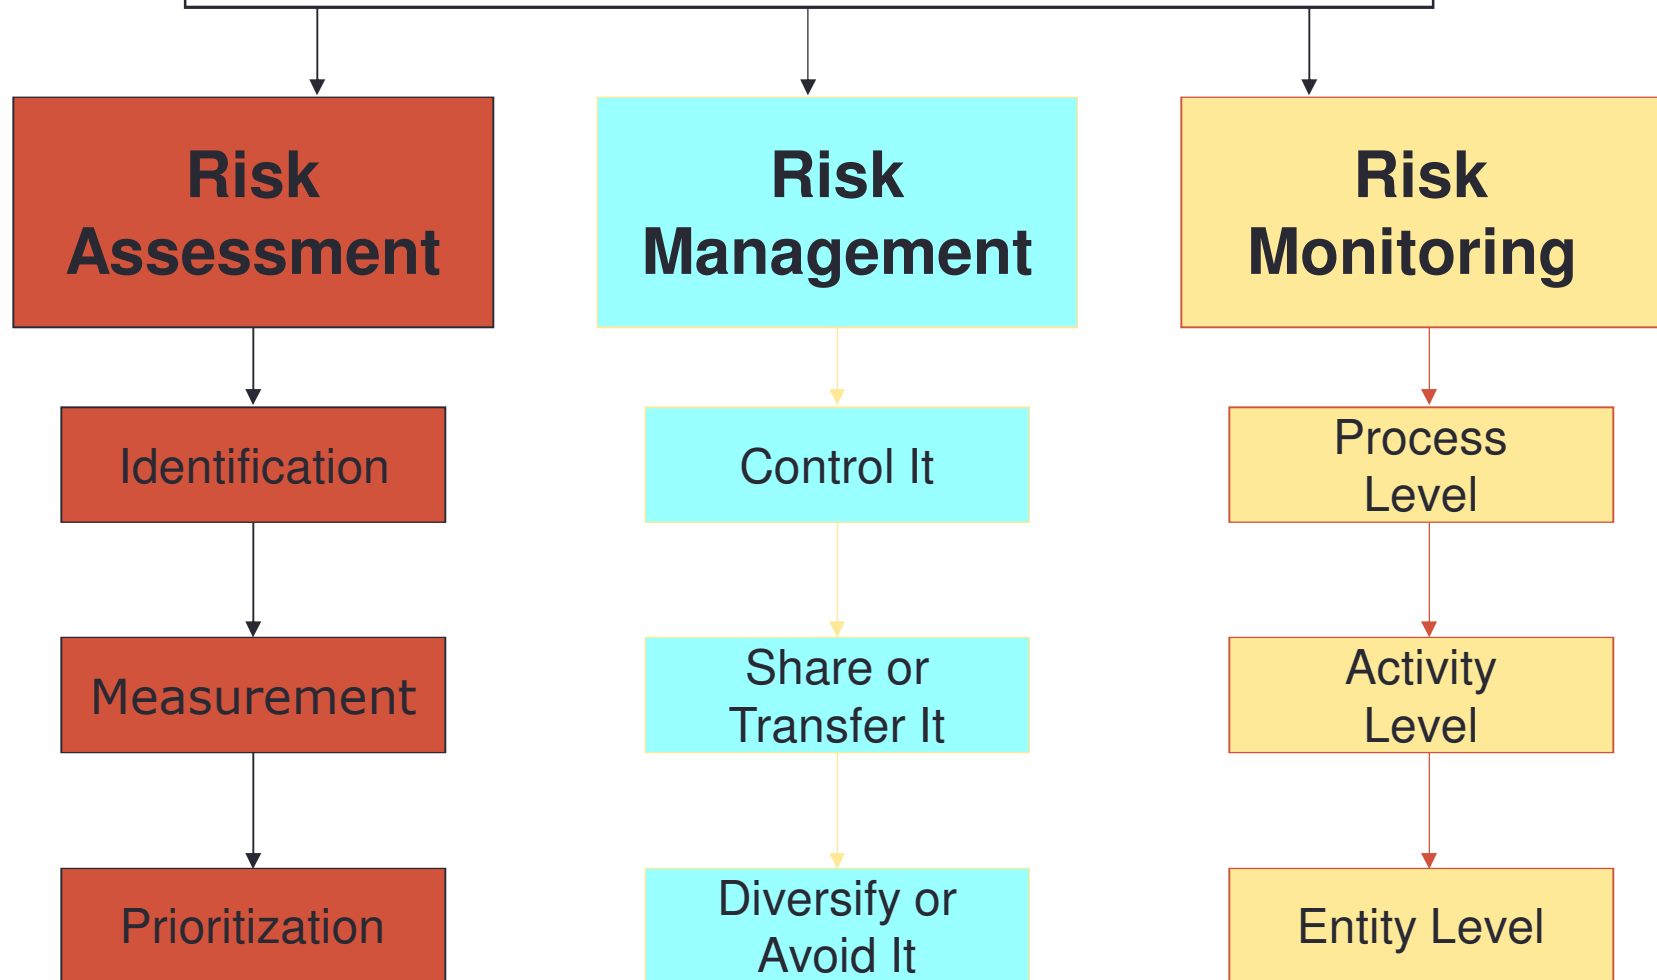 Risk
Assessment
Risk
Management
Risk
Monitoring
Identification
Control It
Process
Level
Measurement
Share or
Transfer It
Activity
Level
Prioritization
Diversify or
Avoid It
Entity Level